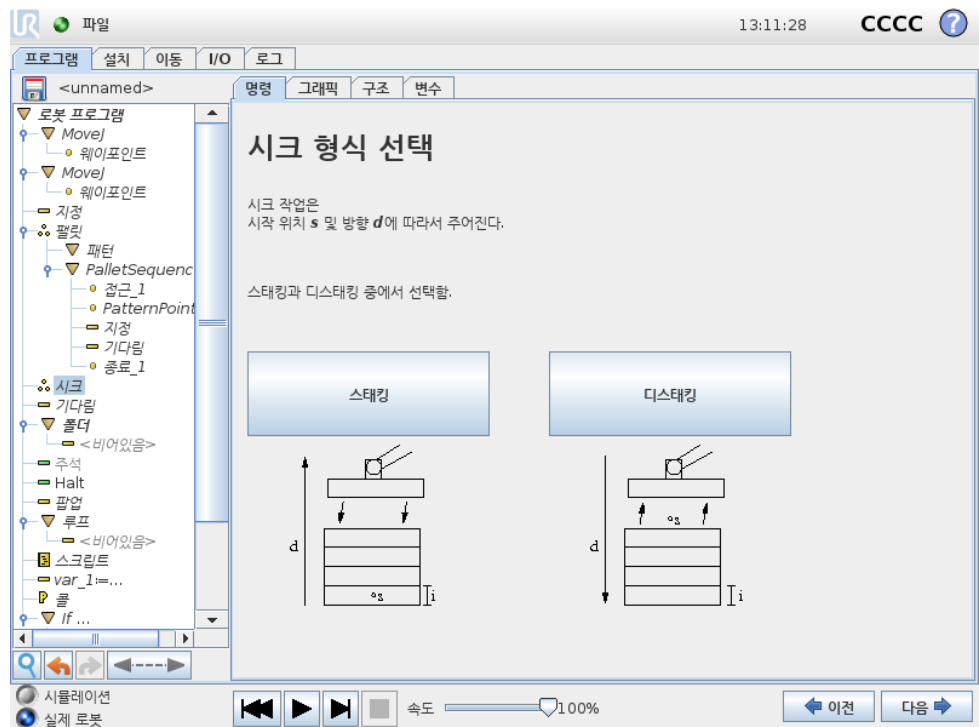 UR 파일 13:11:28 CCCC ?
프로그램 설치 이동 I/O 로그
<unnamed>
명령 그래픽 구조 변수
로봇 프로그램
MoveJ
웨이포인트
MoveJ
웨이포인트
지정
팔릿
패턴
PalletSequenc
접근_1
PatternPoint
지정
기다림
종료_1
시크
기다림
폴더
<비어있음>
주석
Halt
팝업
루프
<비어있음>
스크립트
var_1:=...
콜
If ...
시크 형식 선택
시크 작업은
시작 위치 s 및 방향 d에 따라서 주어진다.
스태킹과 디스태킹 중에서 선택함.
스태킹 디스태킹
d s i
d s i
시뮬레이션
실제 로봇
속도 100%
이전 다음